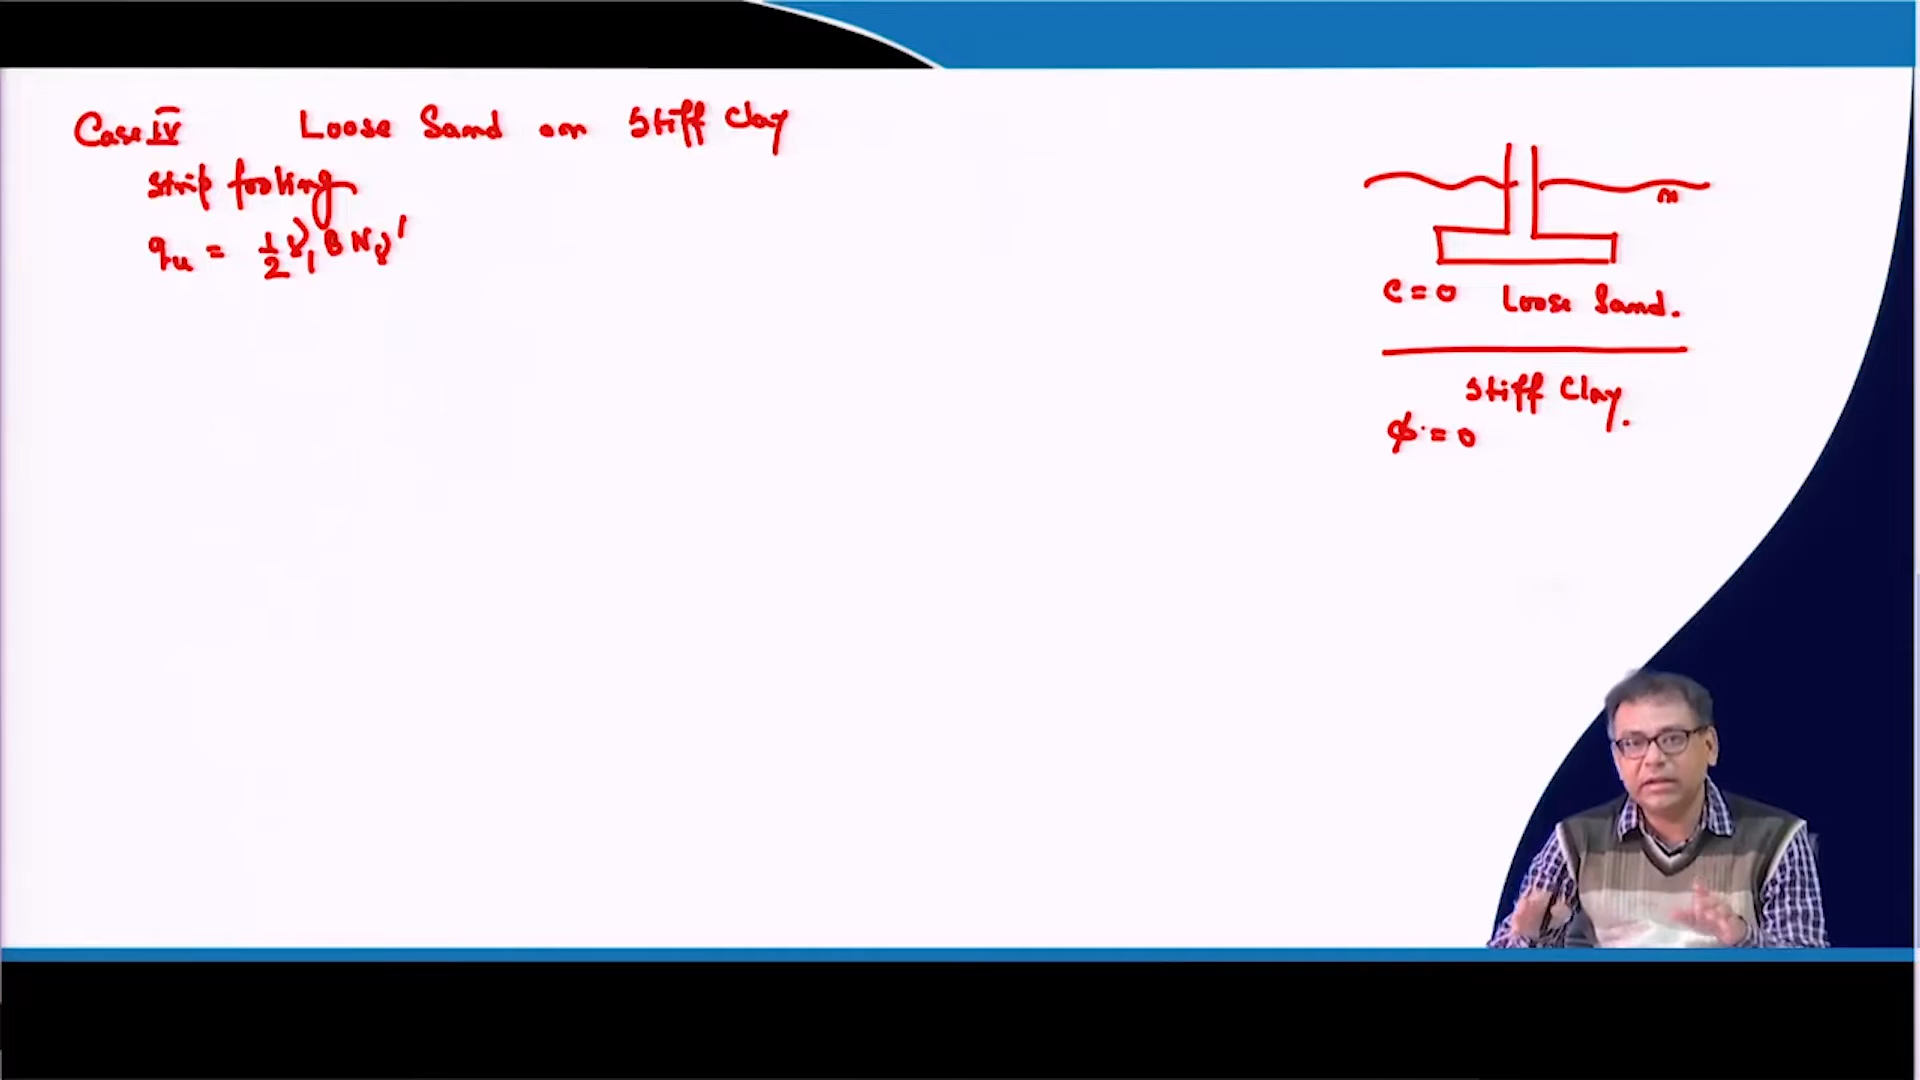 Case IV Loose Sand on Stiff Clay
Strip footing
qu = 1/2 γ1 B Nγ'
C = 0 Loose Sand.
Stiff Clay.
ϕ = 0